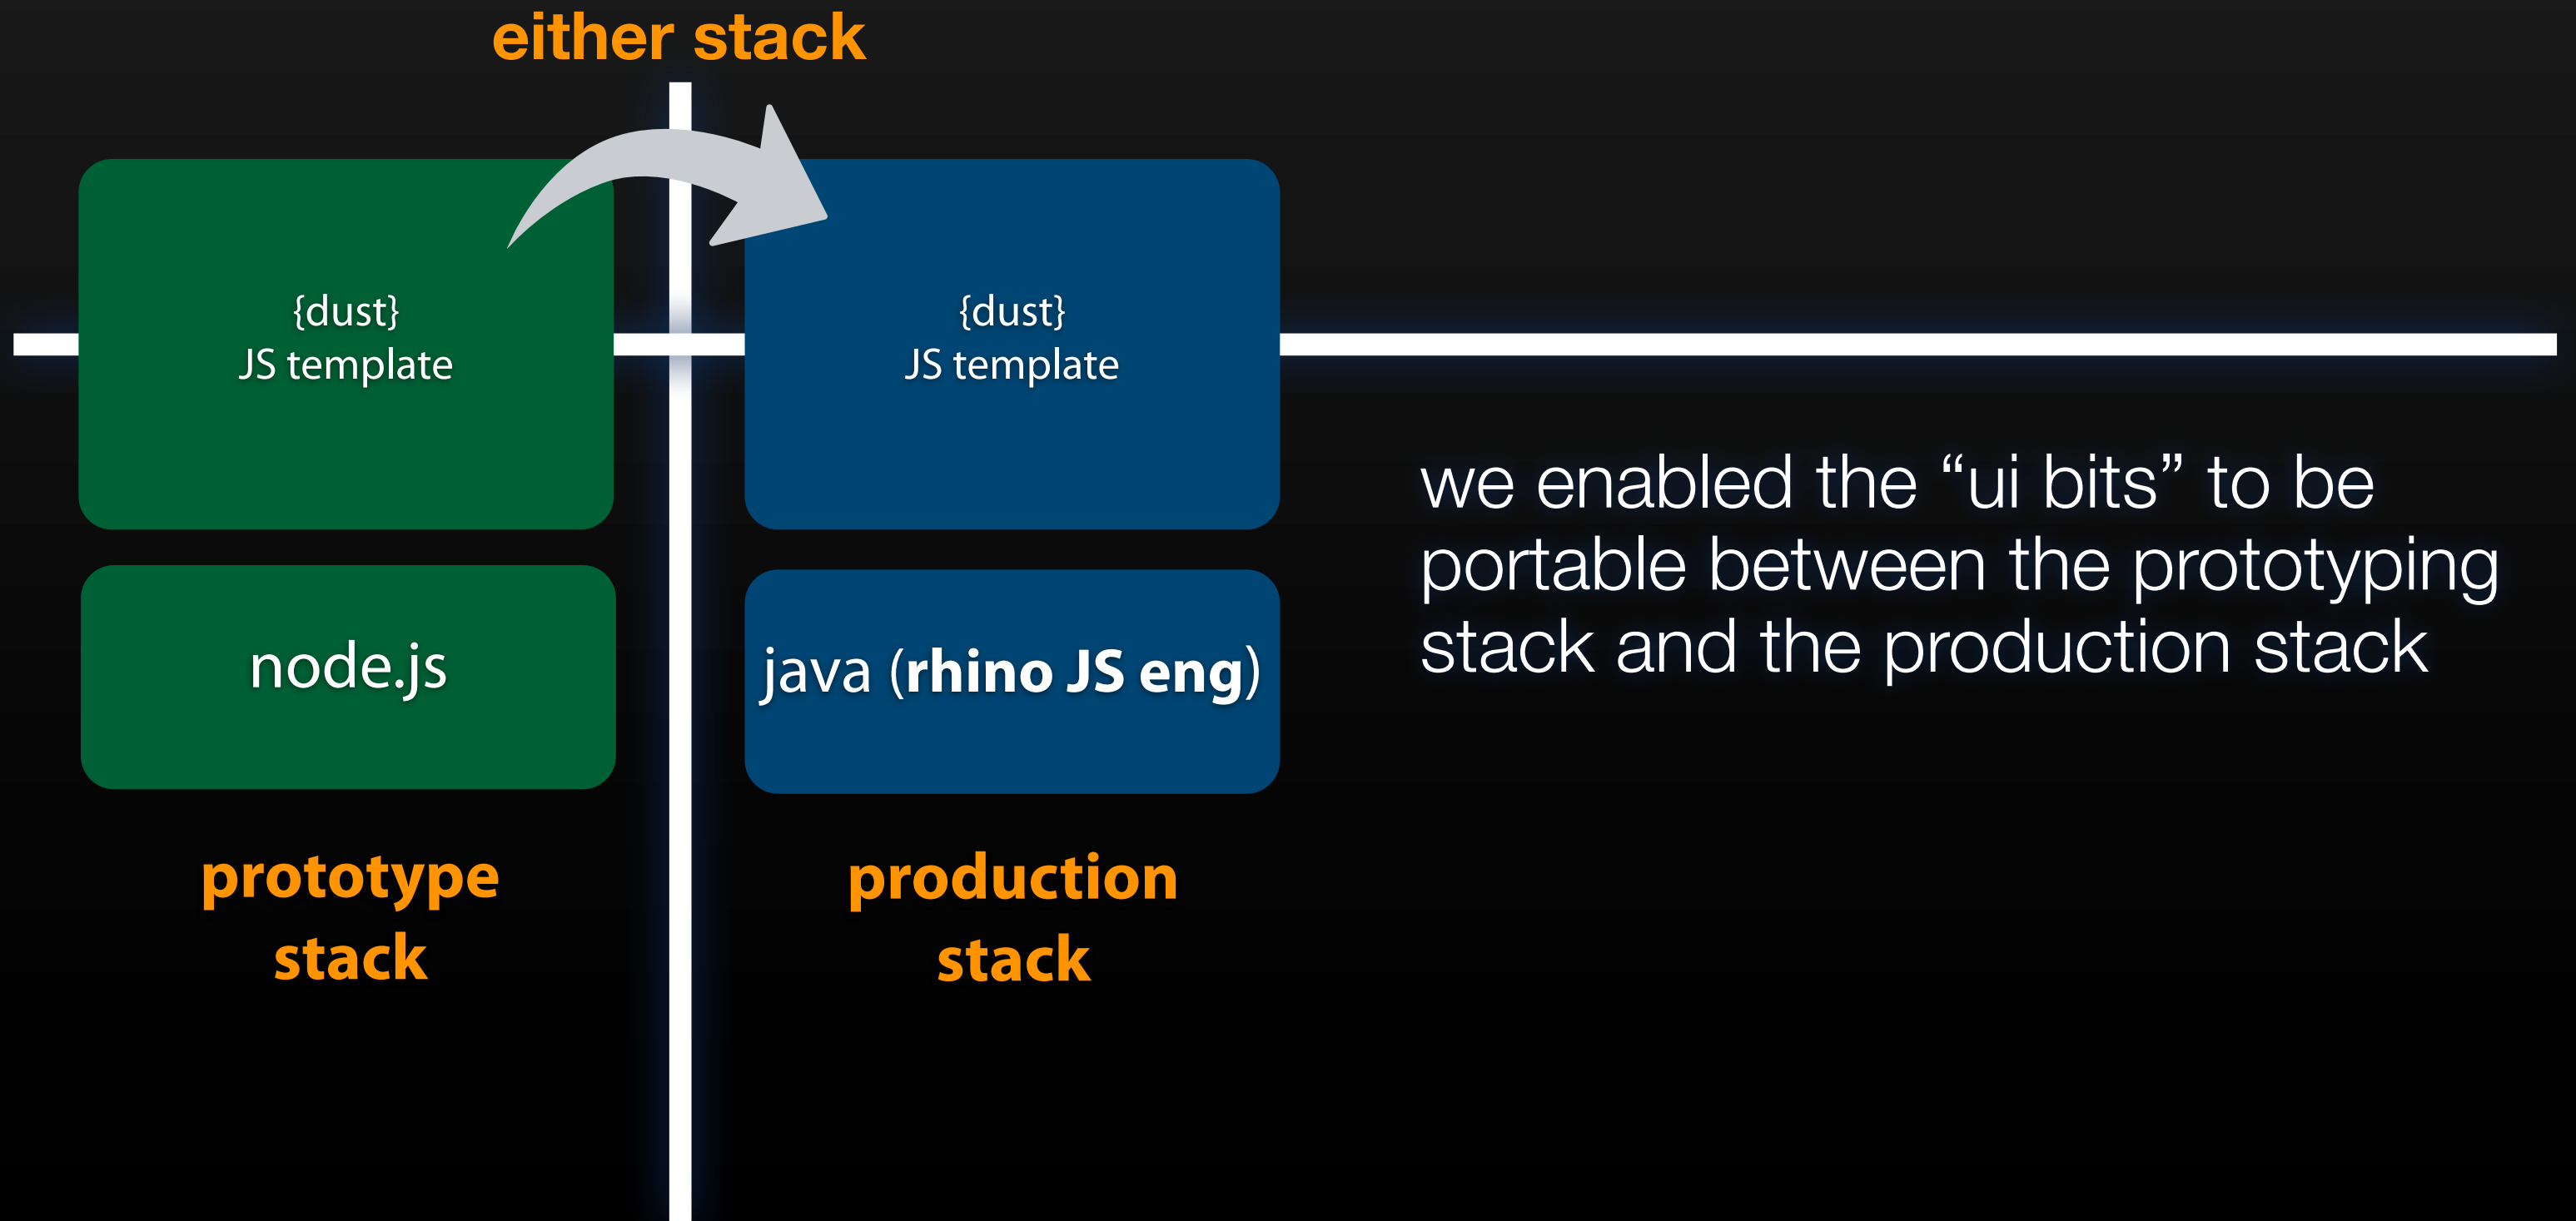 either stack
{dust}
JS template
node.js
prototype
stack
{dust}
JS template
java (rhino JS eng)
production
stack
we enabled the “ui bits” to be
portable between the prototyping
stack and the production stack